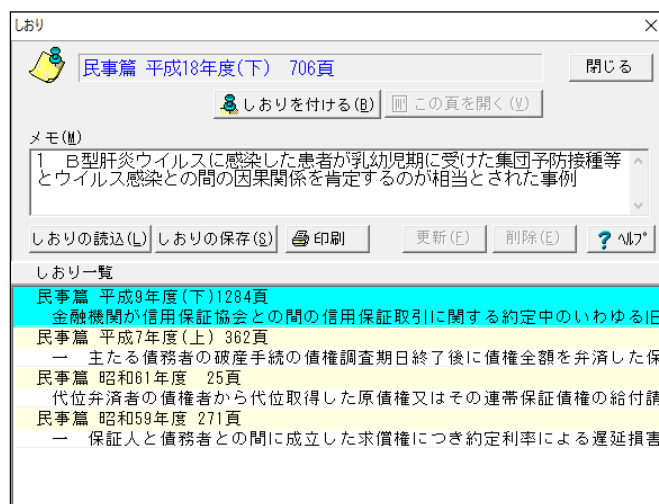 しおり
民事篇 平成18年度(下) 706頁
閉じる
しおりを付ける(B)
この頁を開く(V)
メモ(M)
1 B型肝炎ウイルスに感染した患者が乳幼児期に受けた集団予防接種等
とウイルス感染との間の因果関係を肯定するのが相当とされた事例
しおりの読込(L)
しおりの保存(S)
印刷
更新(F)
削除(E)
? ヘルプ
しおり一覧
民事篇 平成9年度(下)1284頁
金融機関が信用保証協会との間の信用保証取引に関する約定中のいわゆる旧
民事篇 平成7年度(上) 362頁
一 主たる債務者の破産手続の債権調査期日終了後に債権全額を弁済した保
民事篇 昭和61年度 25頁
代位弁済者の債権者から代位取得した原債権又はその連帯保証債権の給付請
民事篇 昭和59年度 271頁
一 保証人と債務者との間に成立した求償権につき約定利率による遅延損害